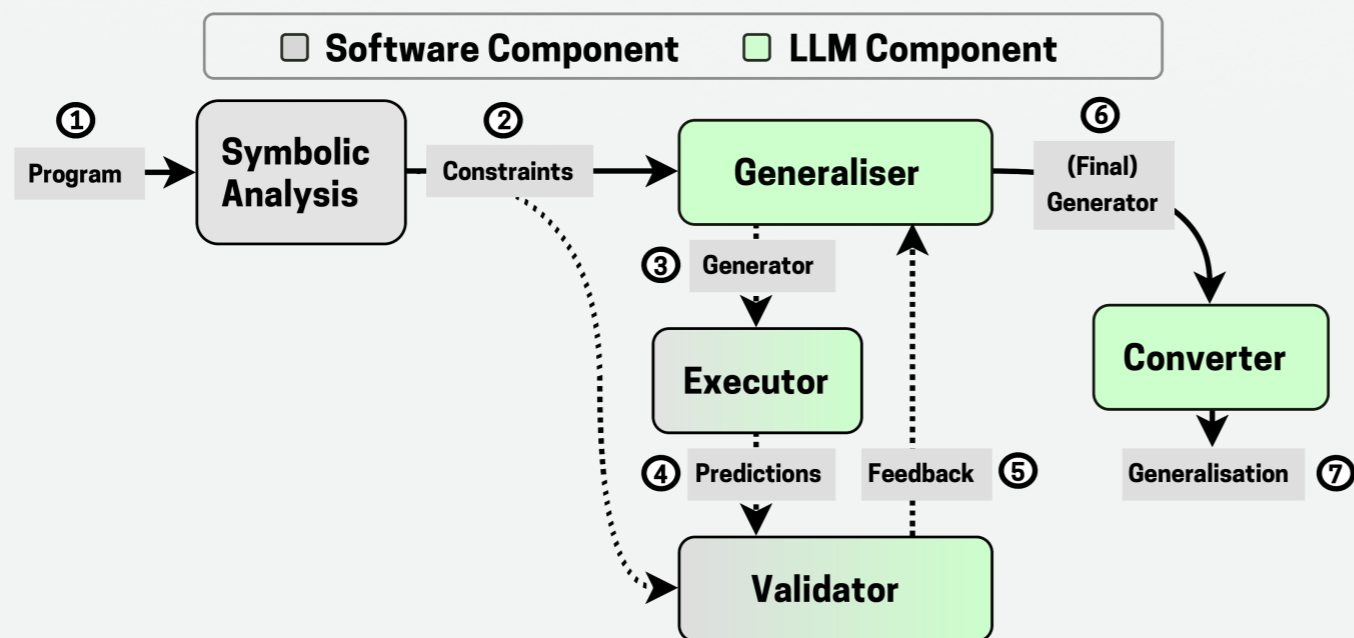 Software Component
LLM Component
1
Program
Symbolic
Analysis
2
Constraints
Generaliser
6
(Final)
Generator
3
Generator
Executor
Converter
4
Predictions
Feedback
5
Generalisation
7
Validator